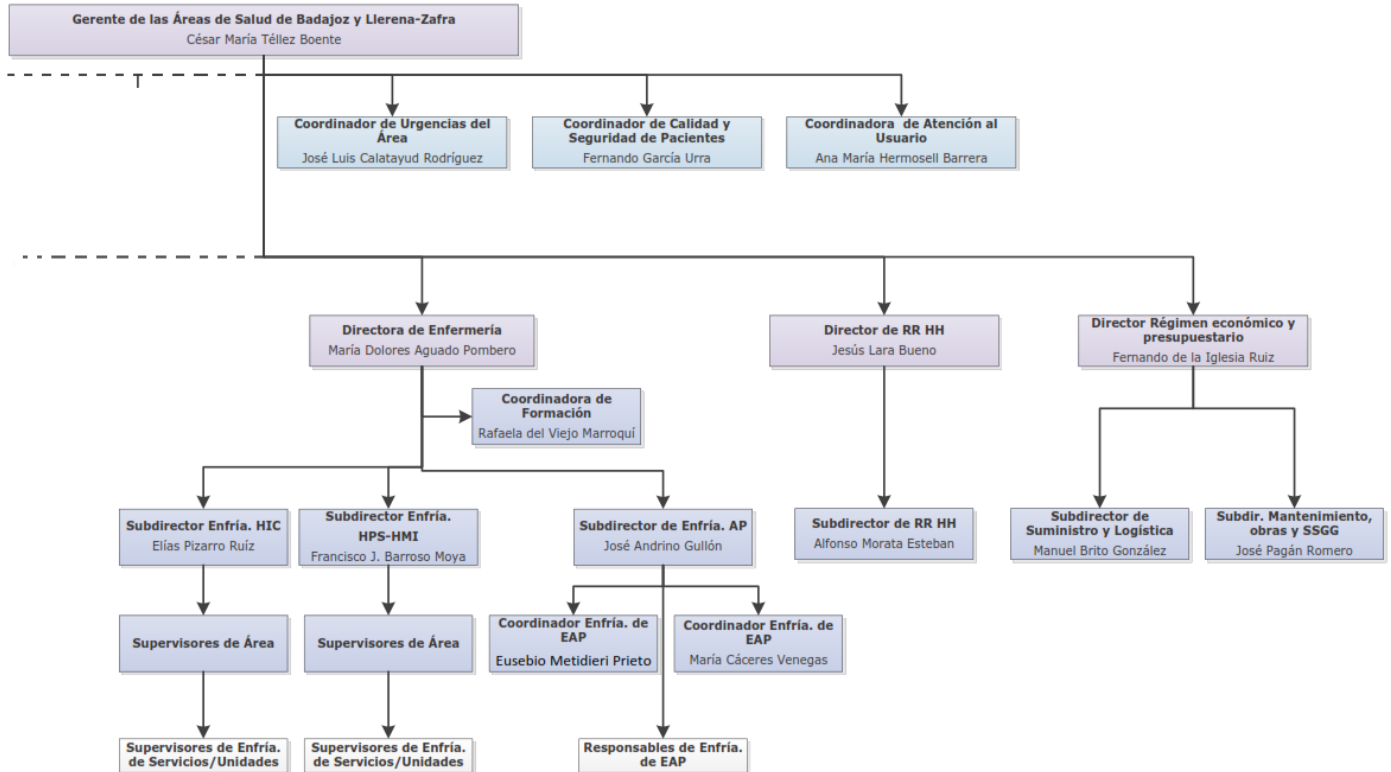 Gerente de las Áreas de Salud de Badajoz y Llerena-Zafra
César María Téllez Boente
Coordinador de Urgencias del
Área
José Luis Calatayud Rodríguez
Coordinador de Calidad y
Seguridad de Pacientes
Fernando García Urra
Coordinadora de Atención al
Usuario
Ana María Hermosell Barrera
Directora de Enfermería
María Dolores Aguado Pombero
Director de RR HH
Jesús Lara Bueno
Director Régimen económico y
presupuestario
Fernando de la Iglesia Ruiz
Coordinadora de
Formación
Rafaela del Viejo Marroquí
Subdirector Enfría. HIC
Elías Pizarro Ruíz
Subdirector Enfría.
HPS-HMI
Francisco J. Barroso Moya
Subdirector de Enfría. AP
José Andrino Gullón
Subdirector de RR HH
Alfonso Morata Esteban
Subdirector de
Suministro y Logística
Manuel Brito González
Subdir. Mantenimiento,
obras y SSGG
José Pagán Romero
Supervisores de Área
Supervisores de Área
Coordinador Enfría. de
EAP
Eusebio Metidieri Prieto
Coordinador Enfría. de
EAP
María Cáceres Venegas
Supervisores de Enfría.
de Servicios/Unidades
Supervisores de Enfría.
de Servicios/Unidades
Responsables de Enfría.
de EAP